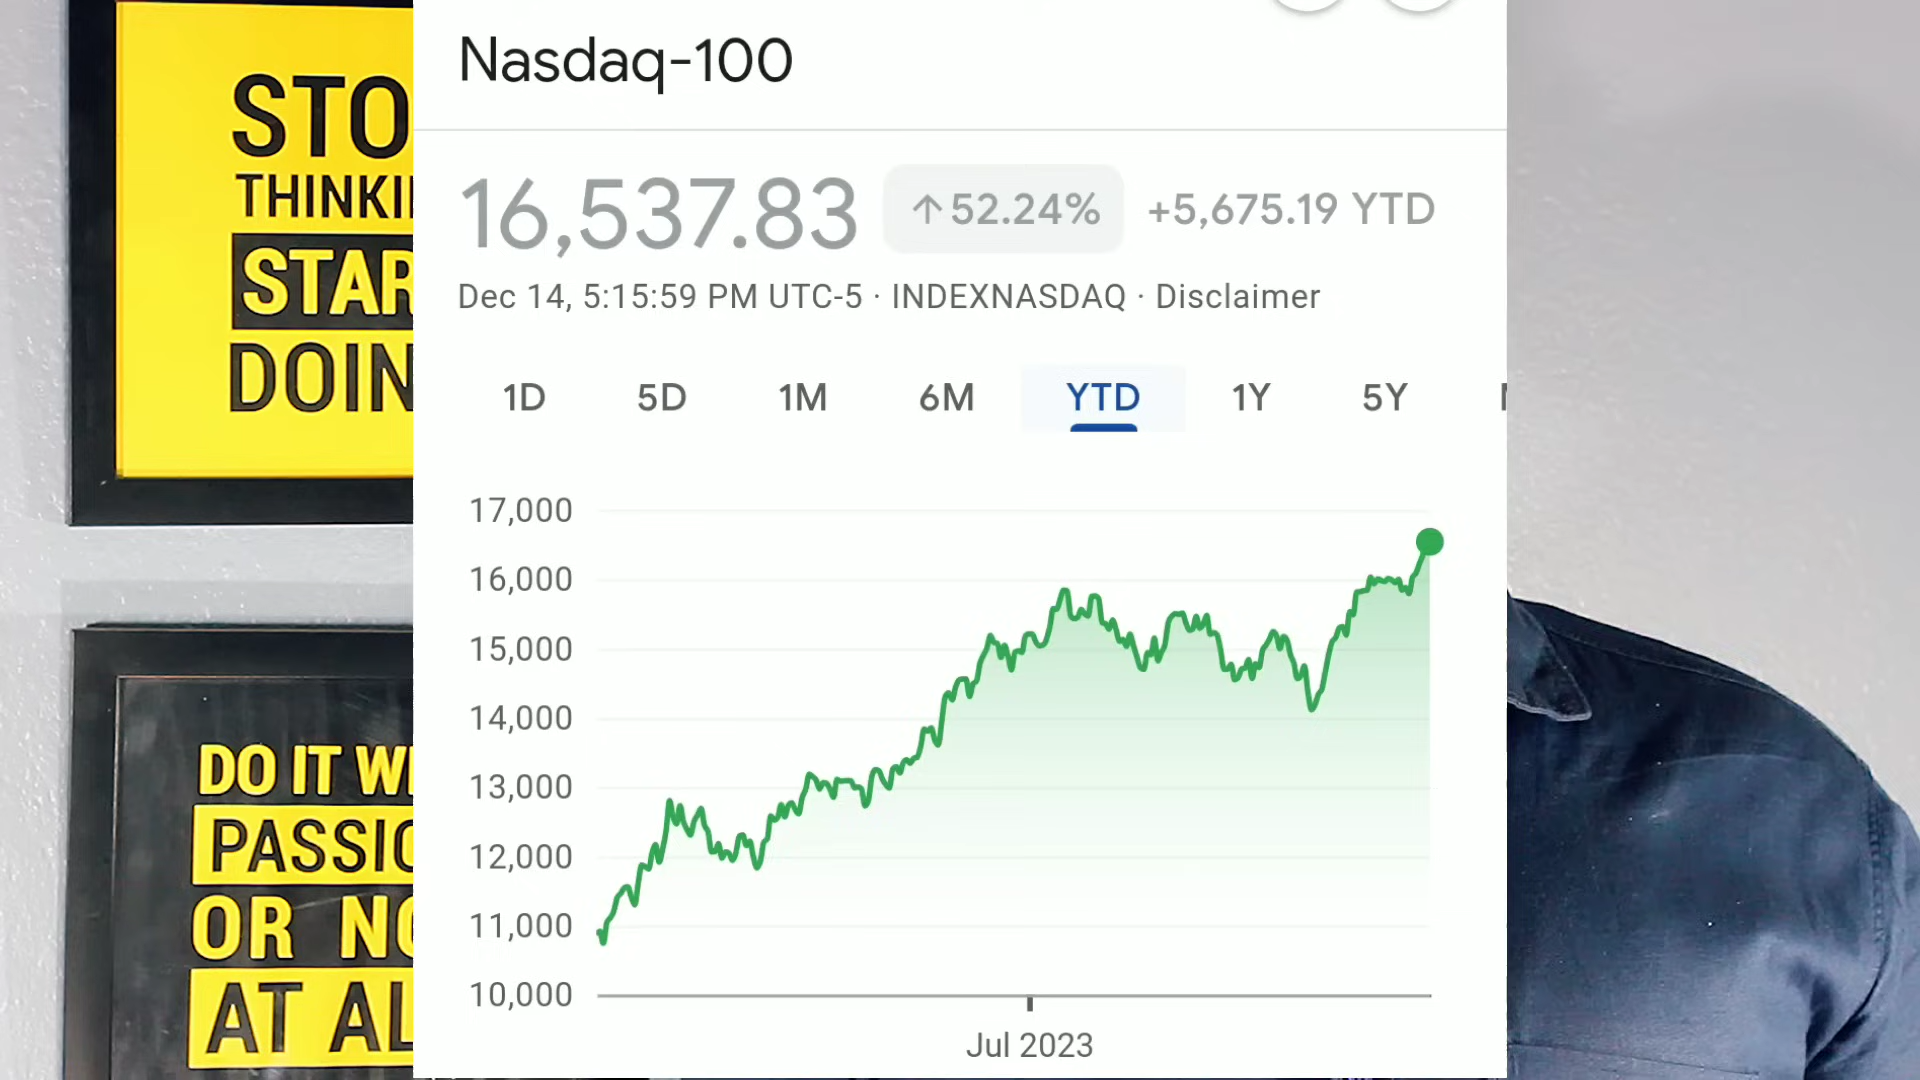 STO
THINKI
STAR
DOIN
DO IT W
PASSIO
OR NO
AT AL
Nasdaq-100
16,537.83 ↑52.24% +5,675.19 YTD
Dec 14, 5:15:59 PM UTC-5 · INDEXNASDAQ · Disclaimer
1D 5D 1M 6M YTD 1Y 5Y
17,000
16,000
15,000
14,000
13,000
12,000
11,000
10,000
Jul 2023